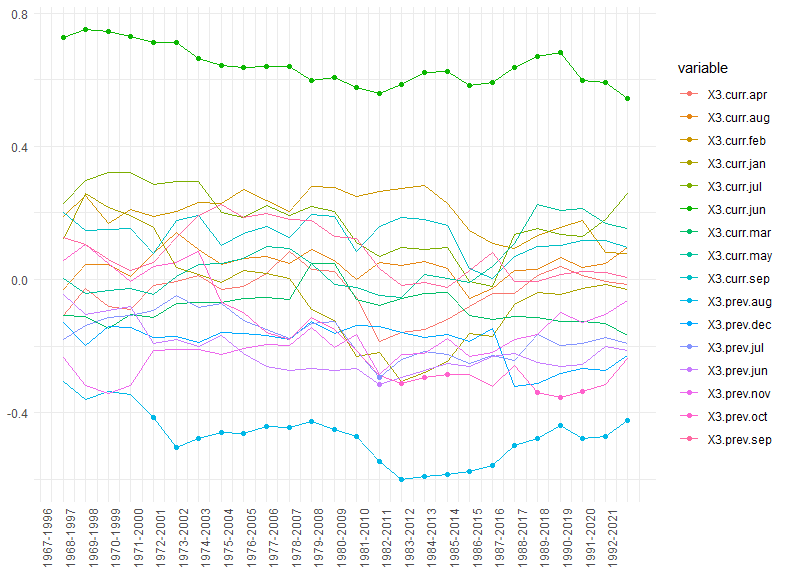 0.8
0.4
0.0
-0.4
1967-1996
1968-1997
1969-1998
1970-1999
1971-2000
1972-2001
1973-2002
1974-2003
1975-2004
1976-2005
1977-2006
1978-2007
1979-2008
1980-2009
1981-2010
1982-2011
1983-2012
1984-2013
1985-2014
1986-2015
1987-2016
1988-2017
1989-2018
1990-2019
1991-2020
1992-2021
variable
X3.curr.apr
X3.curr.aug
X3.curr.feb
X3.curr.jan
X3.curr.jul
X3.curr.jun
X3.curr.mar
X3.curr.may
X3.curr.sep
X3.prev.aug
X3.prev.dec
X3.prev.jul
X3.prev.jun
X3.prev.nov
X3.prev.oct
X3.prev.sep